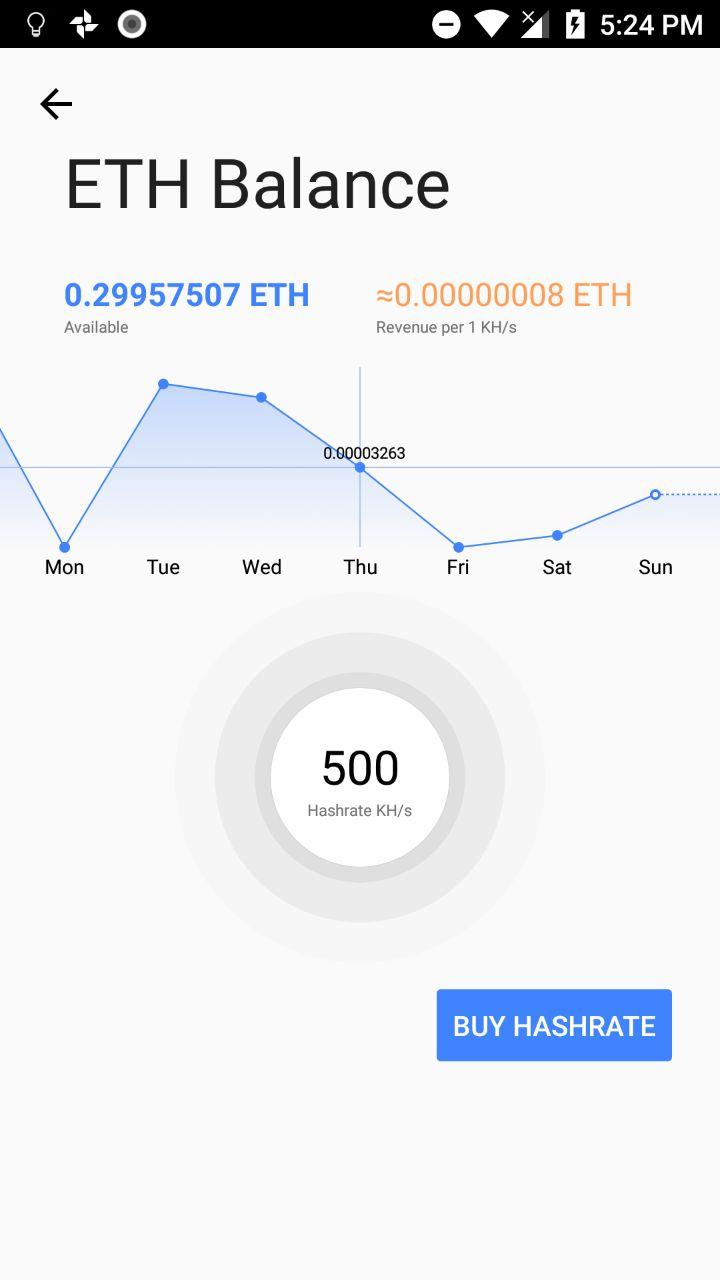 5:24 PM
ETH Balance
0.29957507 ETH
≈0.00000008 ETH
Available
Revenue per 1 KH/s
0.00003263
Mon Tue Wed Thu Fri Sat Sun
500
Hashrate KH/s
BUY HASHRATE